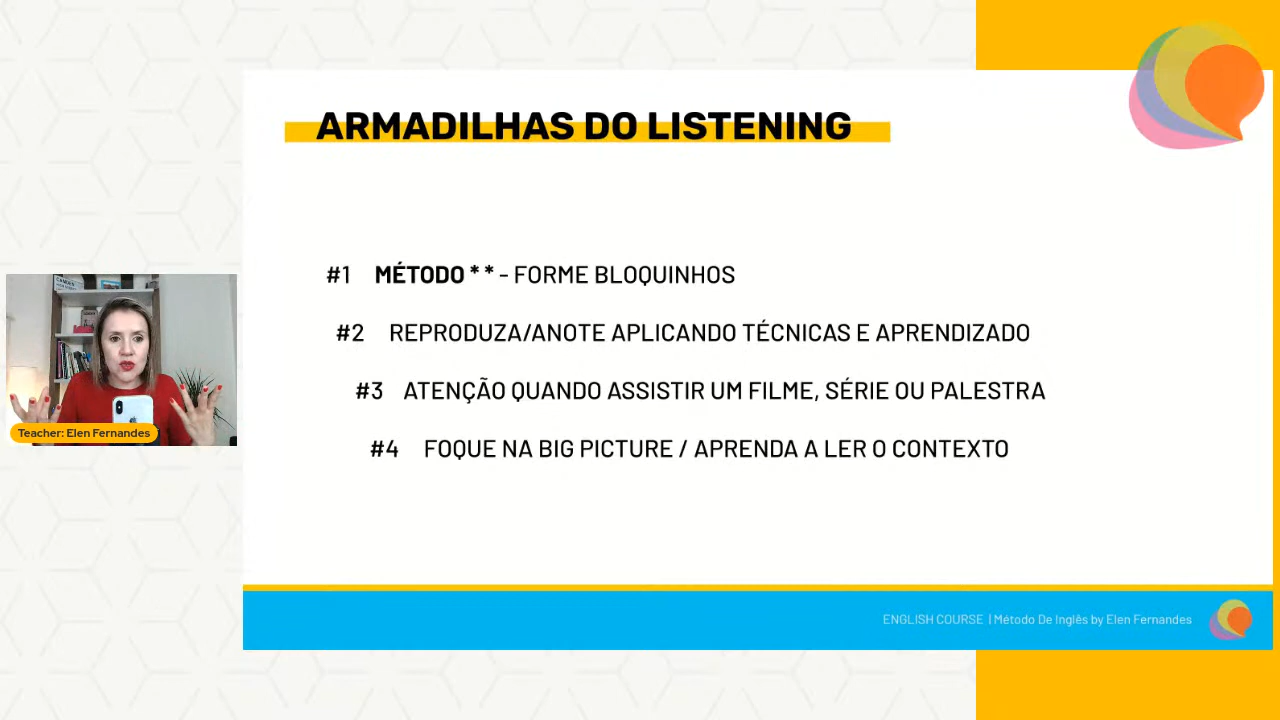 ARMADILHAS DO LISTENING
#1 MÉTODO * * - FORME BLOQUINHOS
#2 REPRODUZA/ANOTE APLICANDO TÉCNICAS E APRENDIZADO
#3 ATENÇÃO QUANDO ASSISTIR UM FILME, SÉRIE OU PALESTRA
#4 FOQUE NA BIG PICTURE / APRENDA A LER O CONTEXTO
Teacher: Elen Fernandes
ENGLISH COURSE | Método De Inglês by Elen Fernandes